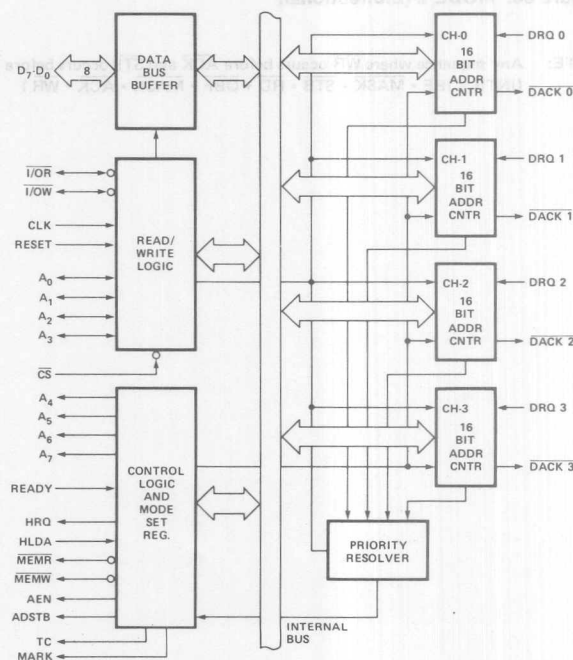 D₇-D₀
8
DATA
BUS
BUFFER
I/OR
I/OW
CLK
RESET
A₀
A₁
A₂
A₃
CS
READ/
WRITE
LOGIC
A₄
A₅
A₆
A₇
READY
HRQ
HLDA
MEMR
MEMW
AEN
ADSTB
TC
MARK
CONTROL
LOGIC
AND
MODE
SET
REG.
INTERNAL
BUS
CH-0
16
BIT
ADDR
CNTR
DRQ 0
DACK 0
CH-1
16
BIT
ADDR
CNTR
DRQ 1
DACK 1
CH-2
16
BIT
ADDR
CNTR
DRQ 2
DACK 2
CH-3
16
BIT
ADDR
CNTR
DRQ 3
DACK 3
PRIORITY
RESOLVER